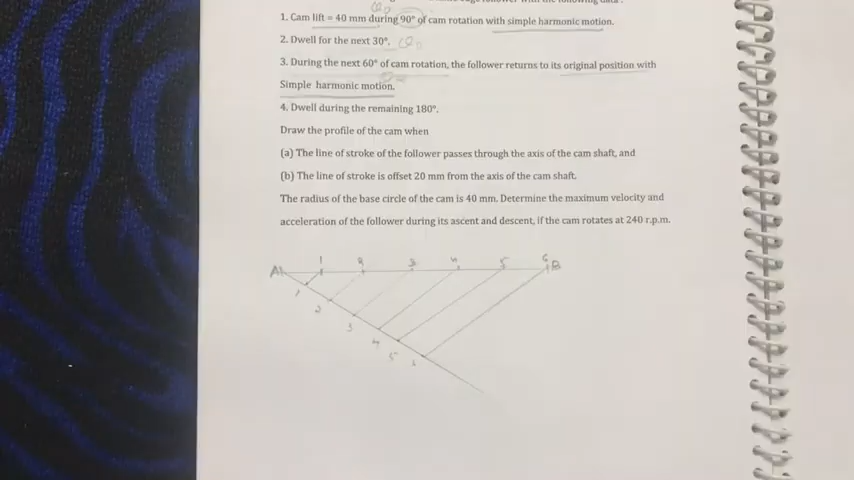 edge follower with the following data :
1. Cam lift = 40 mm during 90° of cam rotation with simple harmonic motion.
2. Dwell for the next 30°.
3. During the next 60° of cam rotation, the follower returns to its original position with
Simple harmonic motion.
4. Dwell during the remaining 180°.
Draw the profile of the cam when
(a) The line of stroke of the follower passes through the axis of the cam shaft, and
(b) The line of stroke is offset 20 mm from the axis of the cam shaft.
The radius of the base circle of the cam is 40 mm. Determine the maximum velocity and
acceleration of the follower during its ascent and descent, if the cam rotates at 240 r.p.m.
A 1 2 3 4 5 6 B
1 2 3 4 5